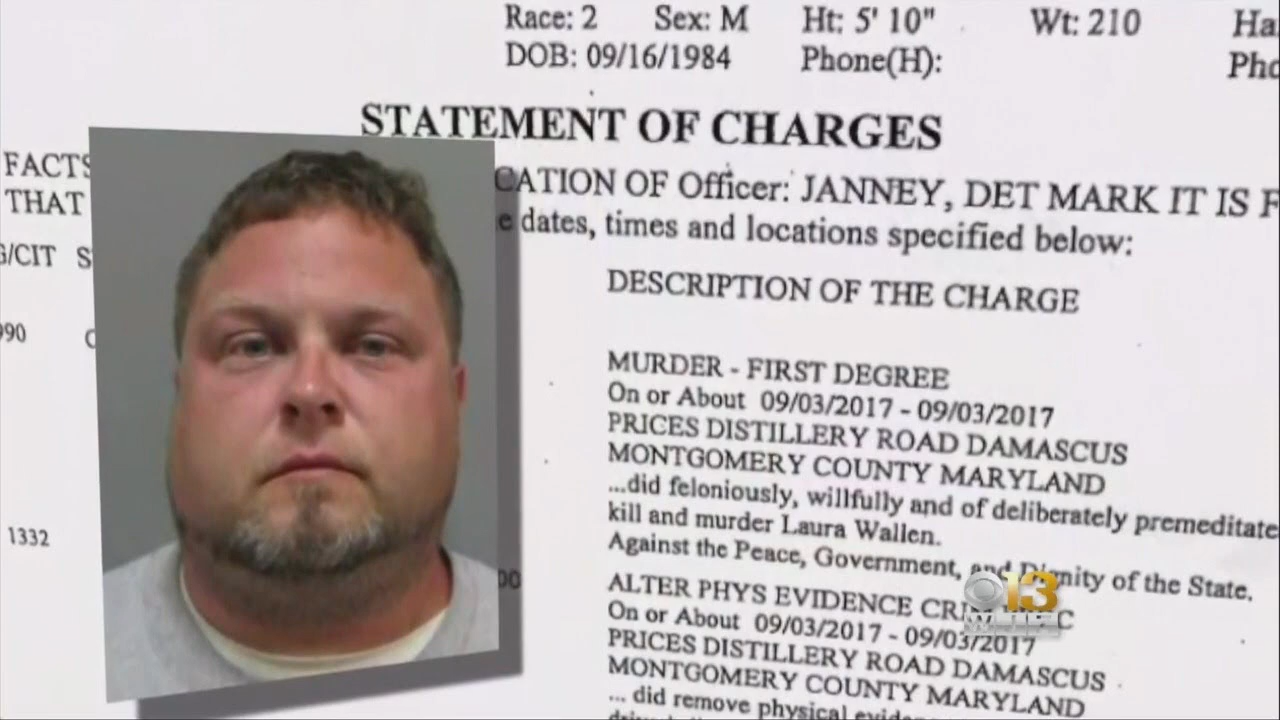 Race: 2 Sex: M Ht: 5' 10" Wt: 210
DOB: 09/16/1984 Phone(H):
STATEMENT OF CHARGES
FACTS
CATION OF Officer: JANNEY, DET MARK IT IS
THAT
dates, times and locations specified below:
G/CIT
DESCRIPTION OF THE CHARGE
990
MURDER - FIRST DEGREE
On or About 09/03/2017 - 09/03/2017
PRICES DISTILLERY ROAD DAMASCUS
MONTGOMERY COUNTY MARYLAND
...did feloniously, willfully and of deliberately premeditate
kill and murder Laura Wallen.
1332
Against the Peace, Government, and Dignity of the State.
00
ALTER PHYS EVIDENCE
13
On or About 09/03/2017 - 09/03/2017
WJZ
PRICES DISTILLERY ROAD DAMASCUS
MONTGOMERY COUNTY MARYLAND
... did remove physical